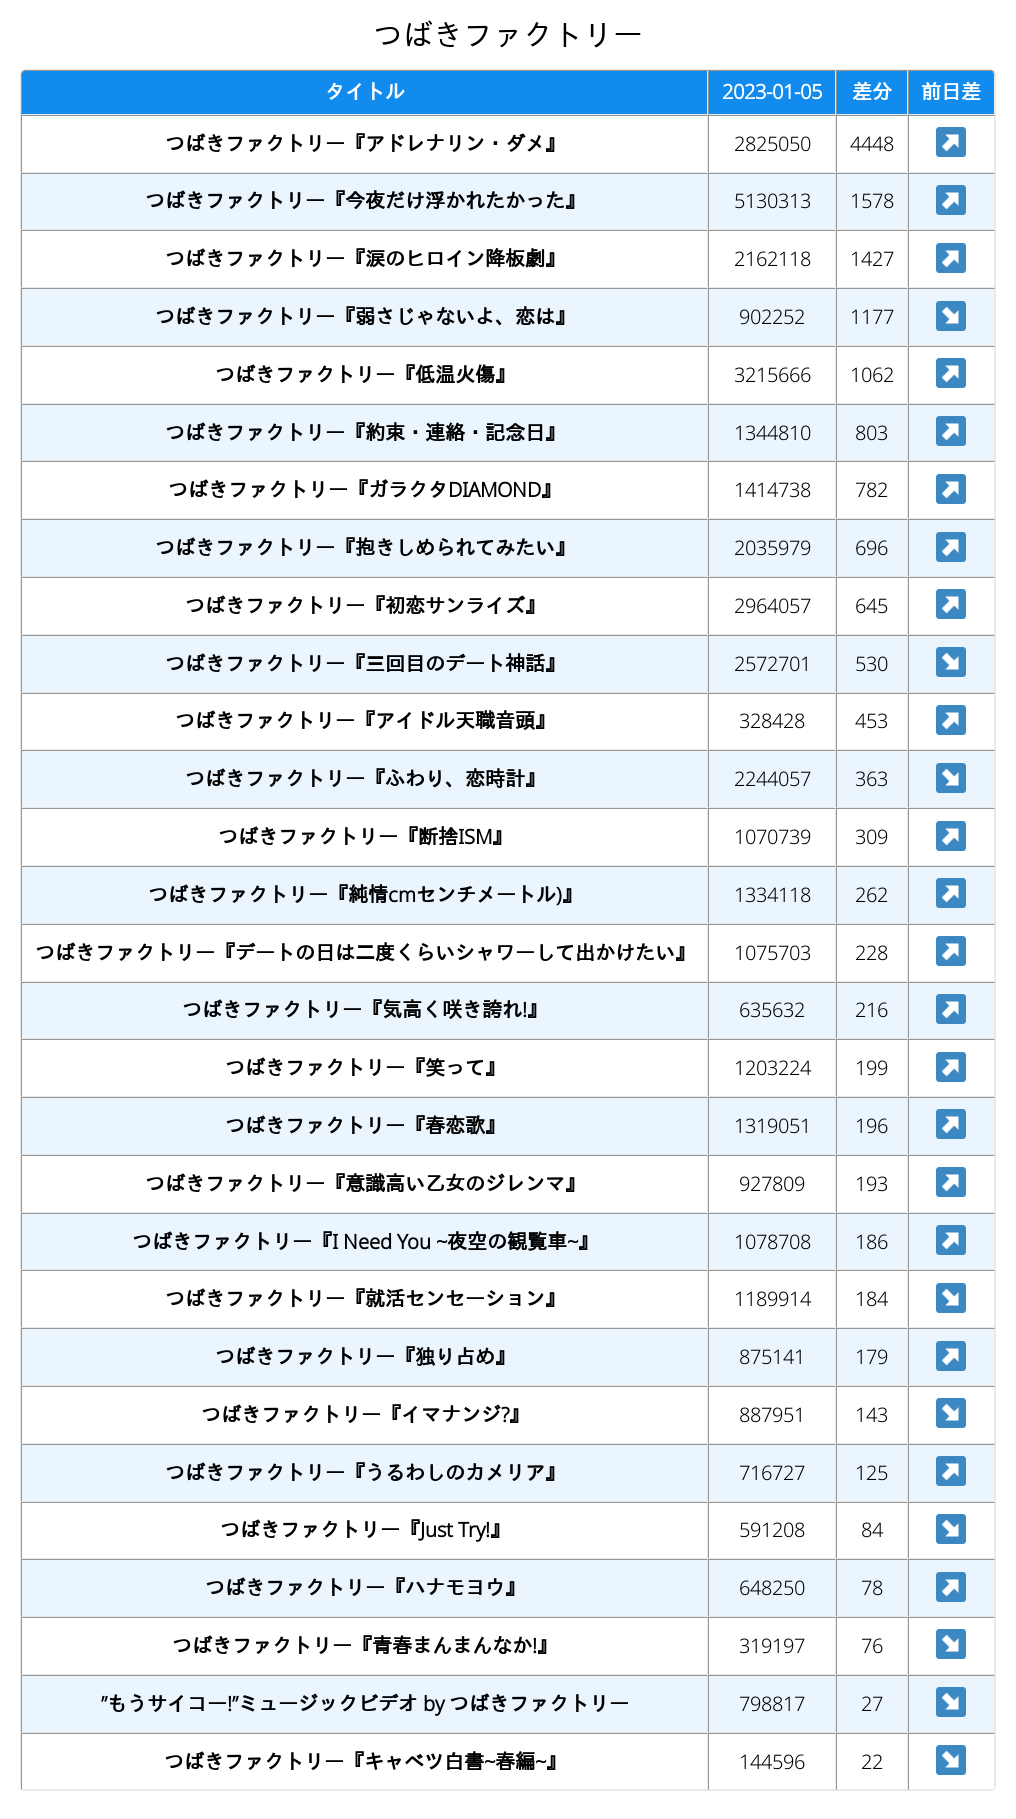 つばきファクトリー
タイトル 2023-01-05 差分 前日差
つばきファクトリー『アドレナリン・ダメ』 2825050 4448 ↗
つばきファクトリー『今夜だけ浮かれたかった』 5130313 1578 ↗
つばきファクトリー『涙のヒロイン降板劇』 2162118 1427 ↗
つばきファクトリー『弱さじゃないよ、恋は』 902252 1177 ↘
つばきファクトリー『低温火傷』 3215666 1062 ↗
つばきファクトリー『約束・連絡・記念日』 1344810 803 ↗
つばきファクトリー『ガラクタDIAMOND』 1414738 782 ↗
つばきファクトリー『抱きしめられてみたい』 2035979 696 ↗
つばきファクトリー『初恋サンライズ』 2964057 645 ↗
つばきファクトリー『三回目のデート神話』 2572701 530 ↘
つばきファクトリー『アイドル天職音頭』 328428 453 ↗
つばきファクトリー『ふわり、恋時計』 2244057 363 ↘
つばきファクトリー『断捨ISM』 1070739 309 ↗
つばきファクトリー『純情cmセンチメートル)』 1334118 262 ↗
つばきファクトリー『デートの日は二度くらいシャワーして出かけたい』 1075703 228 ↗
つばきファクトリー『気高く咲き誇れ!』 635632 216 ↗
つばきファクトリー『笑って』 1203224 199 ↗
つばきファクトリー『春恋歌』 1319051 196 ↗
つばきファクトリー『意識高い乙女のジレンマ』 927809 193 ↗
つばきファクトリー『I Need You ~夜空の観覧車~』 1078708 186 ↗
つばきファクトリー『就活センセーション』 1189914 184 ↘
つばきファクトリー『独り占め』 875141 179 ↗
つばきファクトリー『イマナンジ?』 887951 143 ↘
つばきファクトリー『うるわしのカメリア』 716727 125 ↗
つばきファクトリー『Just Try!』 591208 84 ↘
つばきファクトリー『ハナモヨウ』 648250 78 ↗
つばきファクトリー『青春まんまんなか!』 319197 76 ↘
”もうサイコー!”ミュージックビデオ by つばきファクトリー 798817 27 ↘
つばきファクトリー『キャベツ白書~春編~』 144596 22 ↘